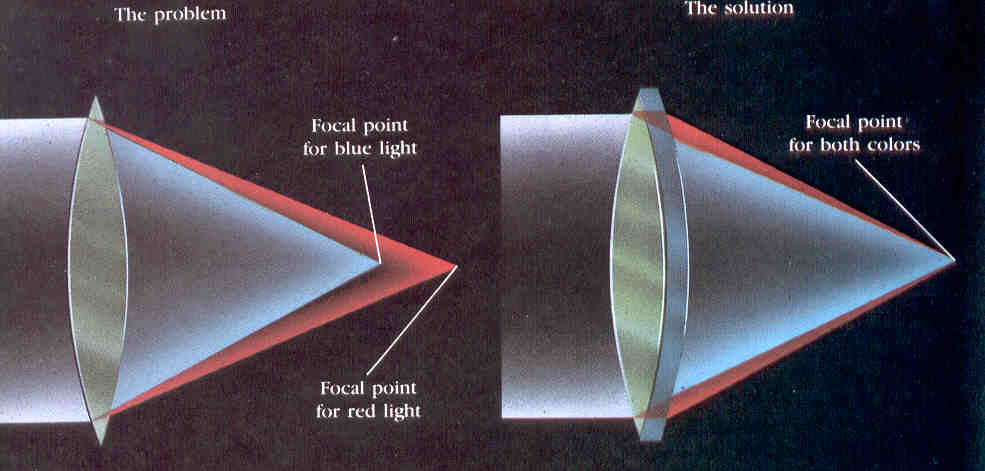 The problem
Focal point
for blue light
Focal point
for red light
The solution
Focal point
for both colors